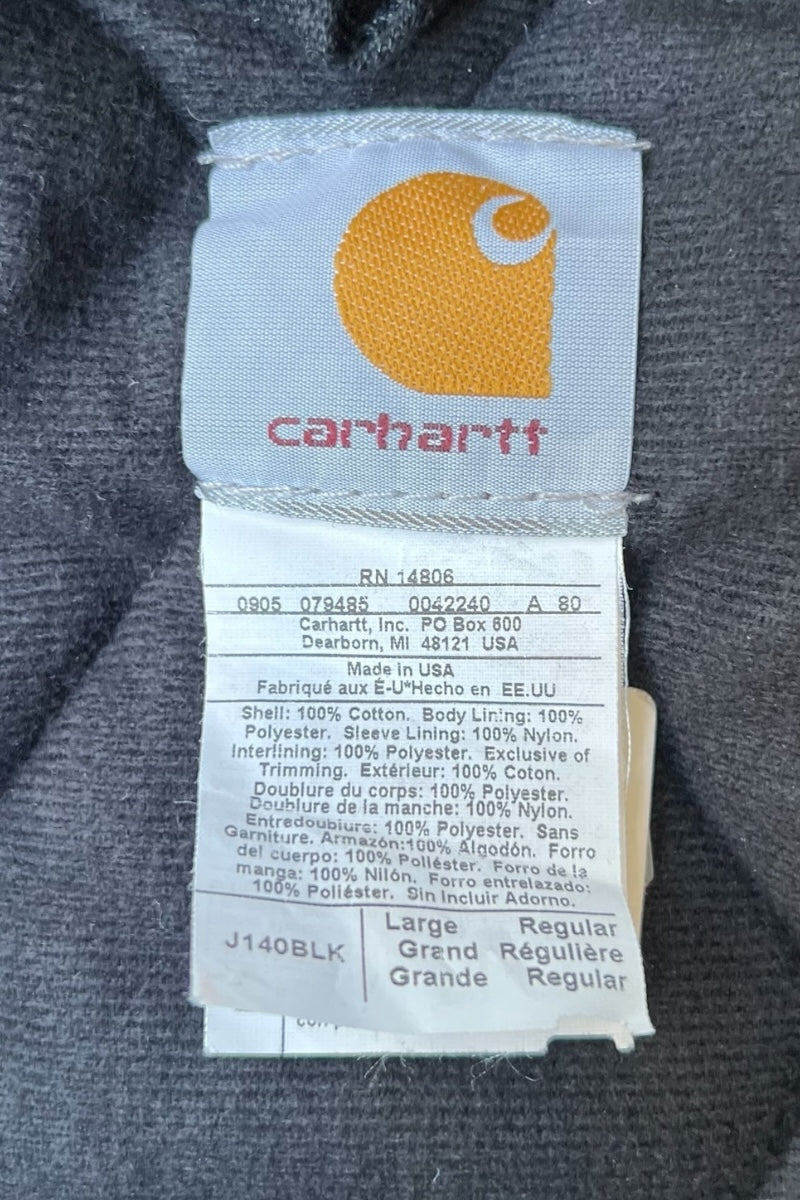 carhartt
RN 14806
0905 079485 0042240 A 80
Carhartt, Inc. PO Box 600
Dearborn, MI 48121 USA
Made in USA
Fabriqué aux É-U*Hecho en EE.UU
Shell: 100% Cotton. Body Lining: 100%
Polyester. Sleeve Lining: 100% Nylon.
Interlining: 100% Polyester. Exclusive of
Trimming. Extérieur: 100% Coton.
Doublure du corps: 100% Polyester.
Doublure de la manche: 100% Nylon.
Entredoublure: 100% Polyester. Sans
Garniture. Armazón:100% Algodón. Forro
del cuerpo: 100% Poliéster. Forro de la
manga: 100% Nilón. Forro entrelazado:
100% Poliéster. Sin Incluir Adorno.
J140BLK
Large Regular
Grand Régulière
Grande Regular